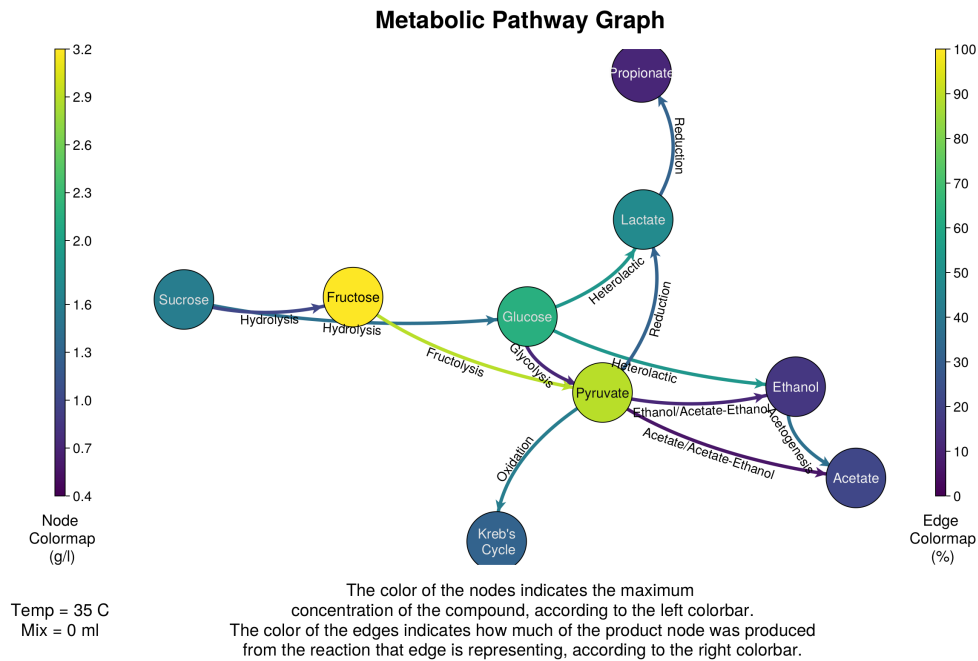 Metabolic Pathway Graph
3.2
2.9
2.6
2.3
2.0
1.6
1.3
1.0
0.7
0.4
Node
Colormap
(g/l)
100
90
80
70
60
50
40
30
20
10
0
Edge
Colormap
(%)
Propionate
Reduction
Lactate
Heterolactic
Reduction
Sucrose
Fructose
Glucose
Hydrolysis
Hydrolysis
Fructolysis
Glycolysis
Heterolactic
Pyruvate
Ethanol
Ethanol/Acetate-Ethanol
Acetogenesis
Acetate/Acetate-Ethanol
Oxidation
Acetate
Kreb's
Cycle
Temp = 35 C
Mix = 0 ml
The color of the nodes indicates the maximum
concentration of the compound, according to the left colorbar.
The color of the edges indicates how much of the product node was produced
from the reaction that edge is representing, according to the right colorbar.